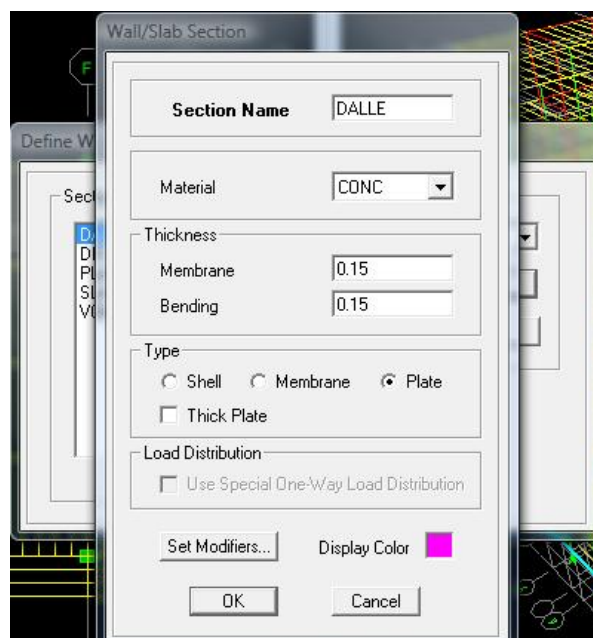 Wall/Slab Section
F
Section Name DALLE
Define W
Material CONC
Sect
Thickness
Membrane 0.15
Bending 0.15
Type
Shell Membrane Plate
Thick Plate
Load Distribution
Use Special One-Way Load Distribution
Set Modifiers... Display Color
OK Cancel